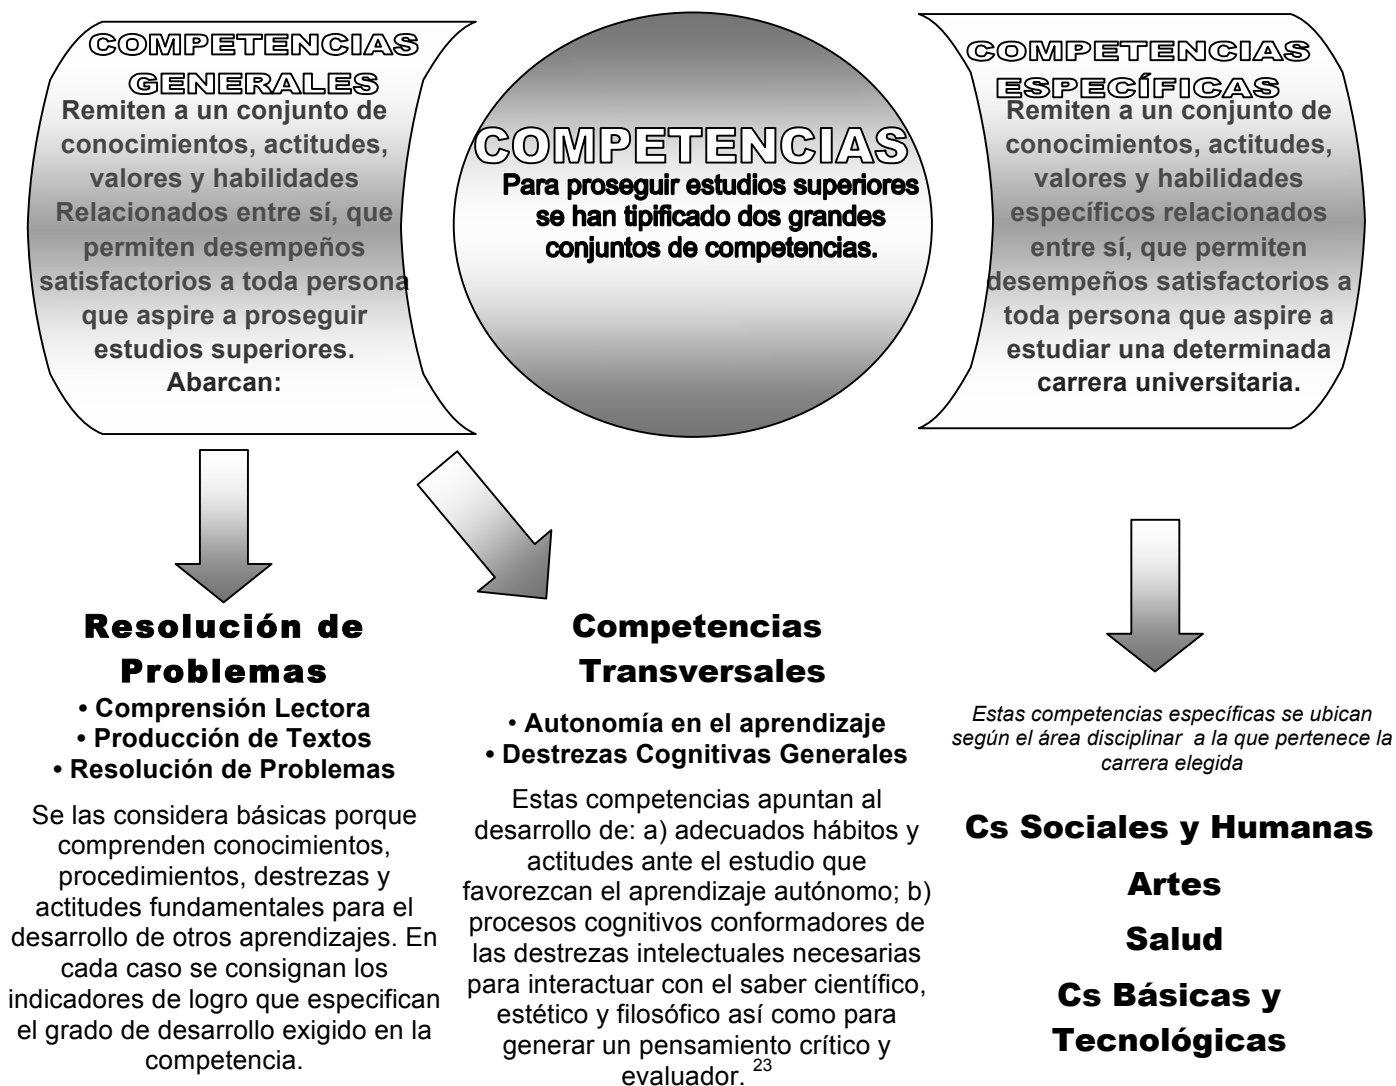 COMPETENCIAS
GENERALES
Remiten a un conjunto de
conocimientos, actitudes,
valores y habilidades
Relacionados entre sí, que
permiten desempeños
satisfactorios a toda persona
que aspire a proseguir
estudios superiores.
Abarcan:
COMPETENCIAS
Para proseguir estudios superiores
se han tipificado dos grandes
conjuntos de competencias.
COMPETENCIAS
ESPECÍFICAS
Remiten a un conjunto de
conocimientos, actitudes,
valores y habilidades
específicos relacionados
entre sí, que permiten
desempeños satisfactorios a
toda persona que aspire a
estudiar una determinada
carrera universitaria.
Resolución de
Problemas
• Comprensión Lectora
• Producción de Textos
• Resolución de Problemas
Se las considera básicas porque
comprenden conocimientos,
procedimientos, destrezas y
actitudes fundamentales para el
desarrollo de otros aprendizajes. En
cada caso se consignan los
indicadores de logro que especifican
el grado de desarrollo exigido en la
competencia.
Competencias
Transversales
• Autonomía en el aprendizaje
• Destrezas Cognitivas Generales
Estas competencias apuntan al
desarrollo de: a) adecuados hábitos y
actitudes ante el estudio que
favorezcan el aprendizaje autónomo; b)
procesos cognitivos conformadores de
las destrezas intelectuales necesarias
para interactuar con el saber científico,
estético y filosófico así como para
generar un pensamiento crítico y
evaluador. 23
Estas competencias específicas se ubican
según el área disciplinar a la que pertenece la
carrera elegida
Cs Sociales y Humanas
Artes
Salud
Cs Básicas y
Tecnológicas